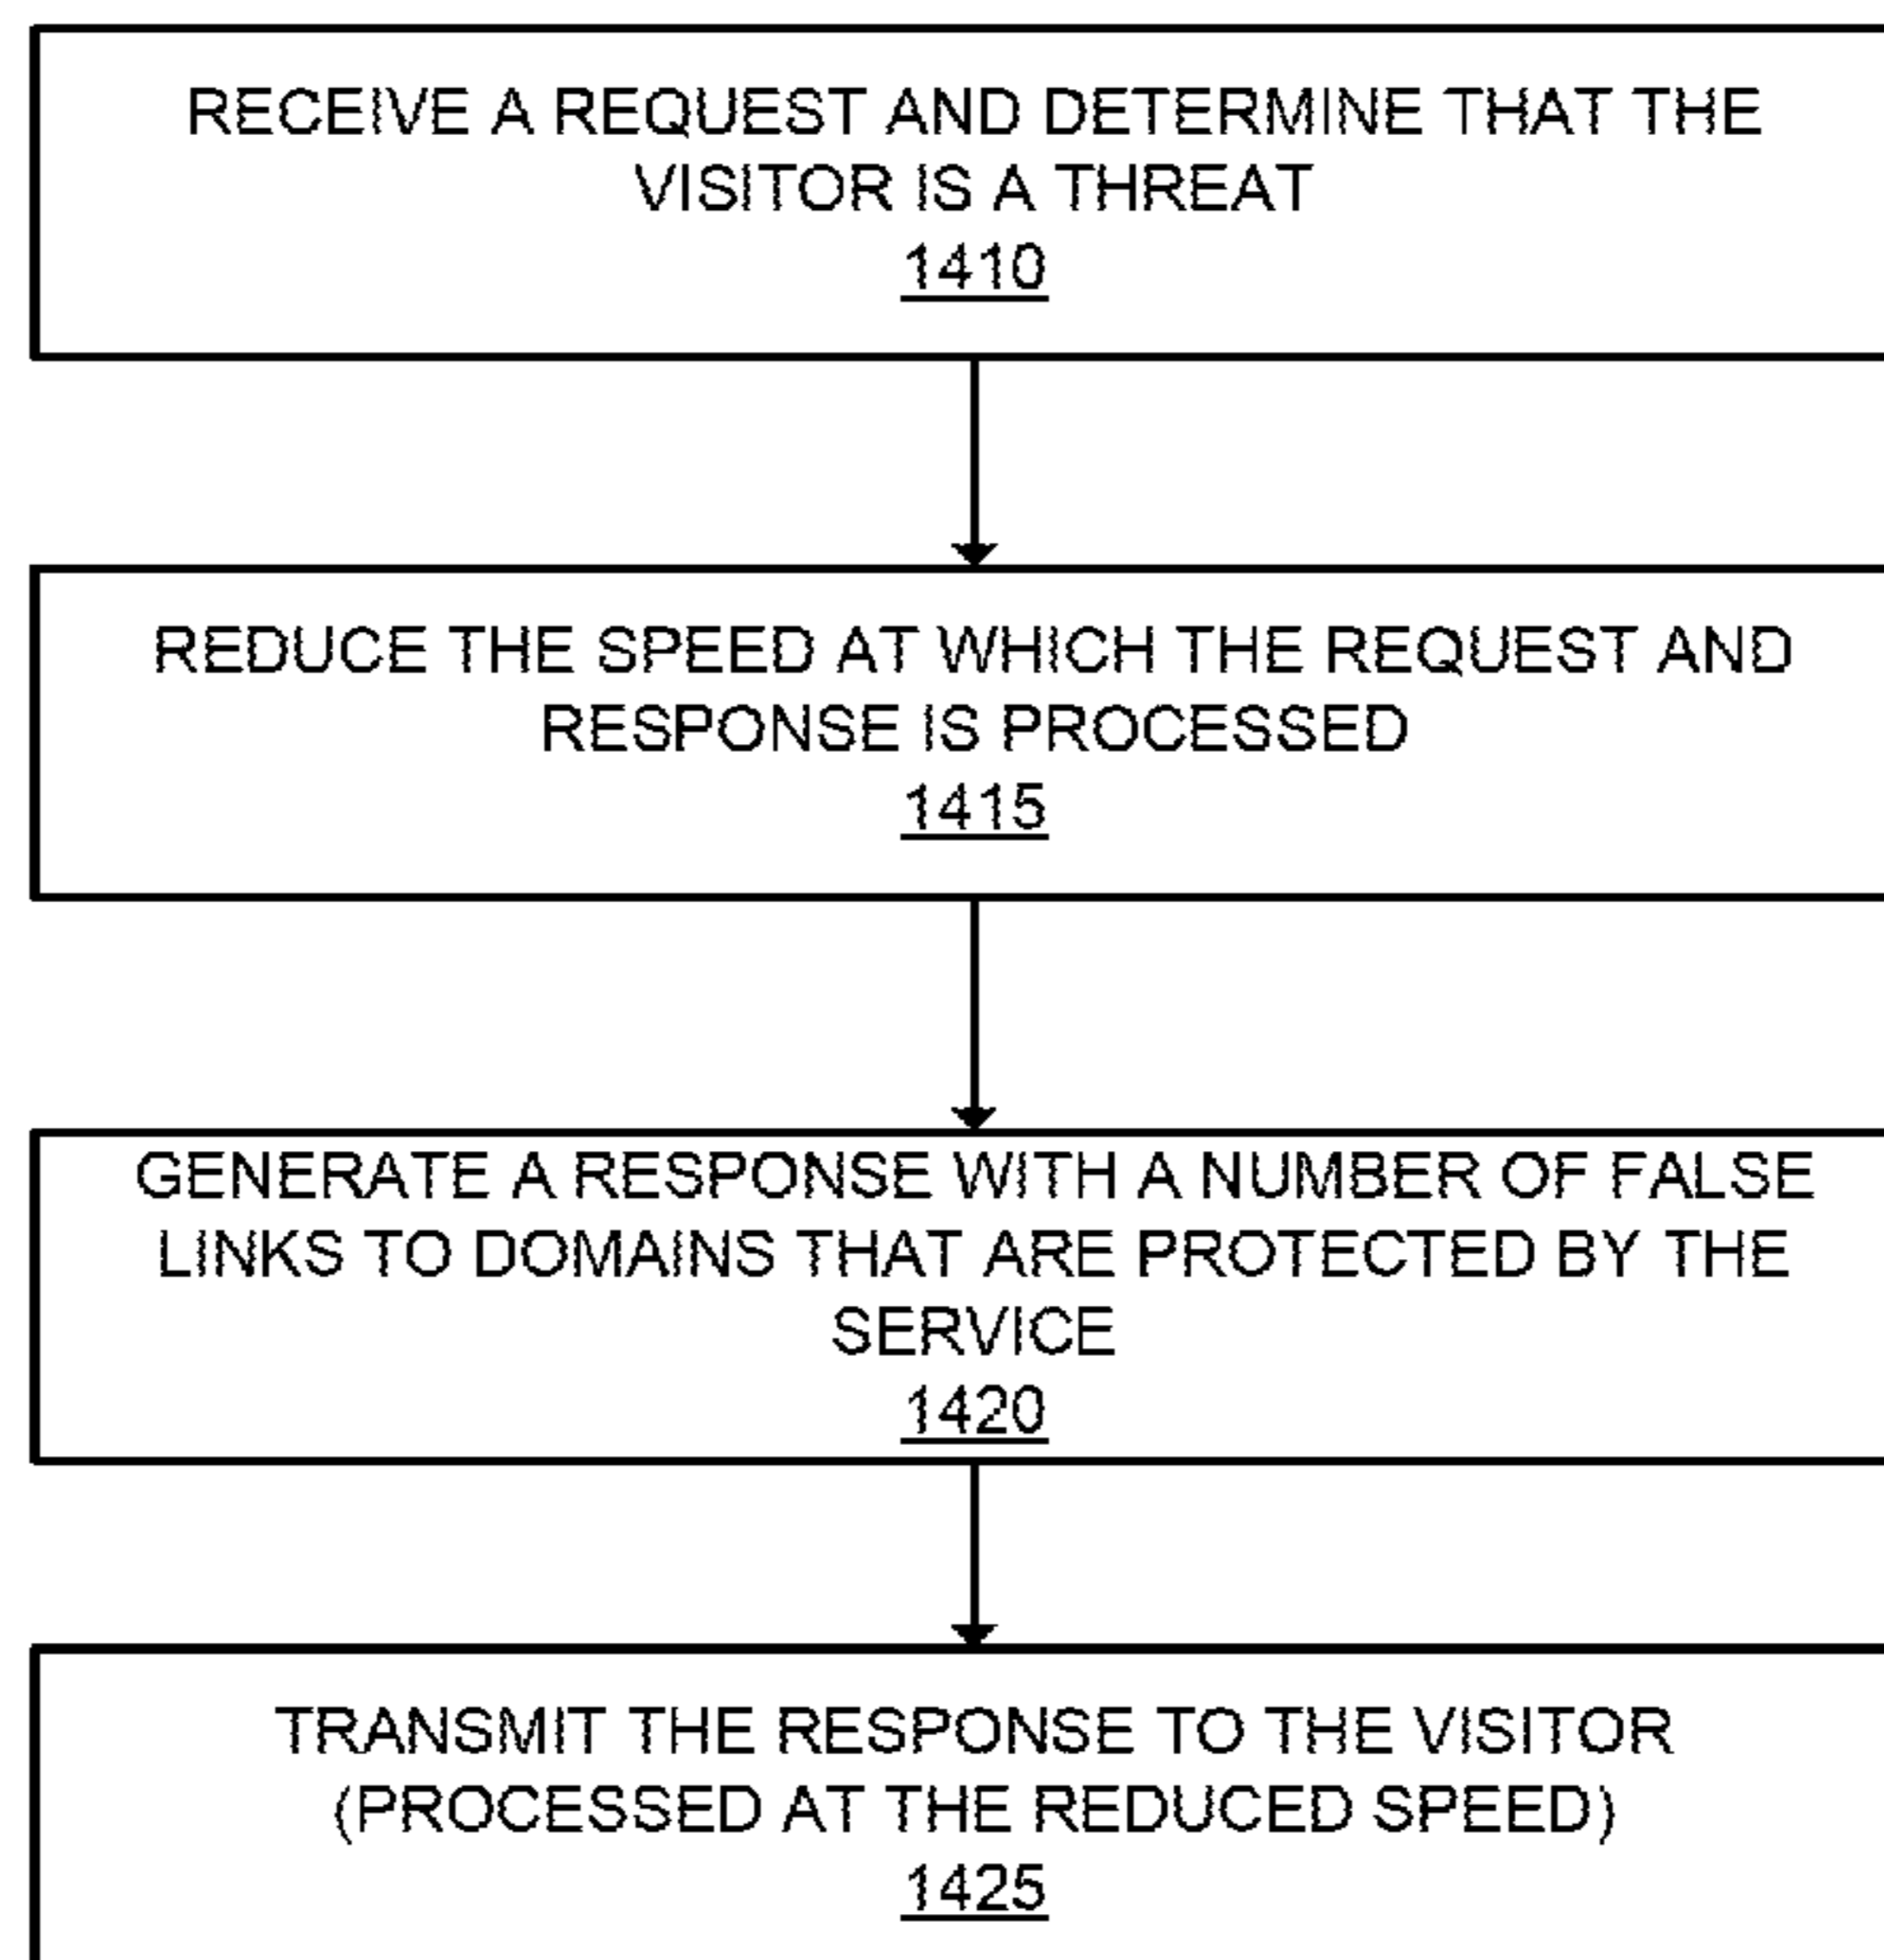 RECEIVE A REQUEST AND DETERMINE THAT THE
VISITOR IS A THREAT
1410
REDUCE THE SPEED AT WHICH THE REQUEST AND
RESPONSE IS PROCESSED
1415
GENERATE A RESPONSE WITH A NUMBER OF FALSE
LINKS TO DOMAINS THAT ARE PROTECTED BY THE
SERVICE
1420
TRANSMIT THE RESPONSE TO THE VISITOR
(PROCESSED AT THE REDUCED SPEED)
1425